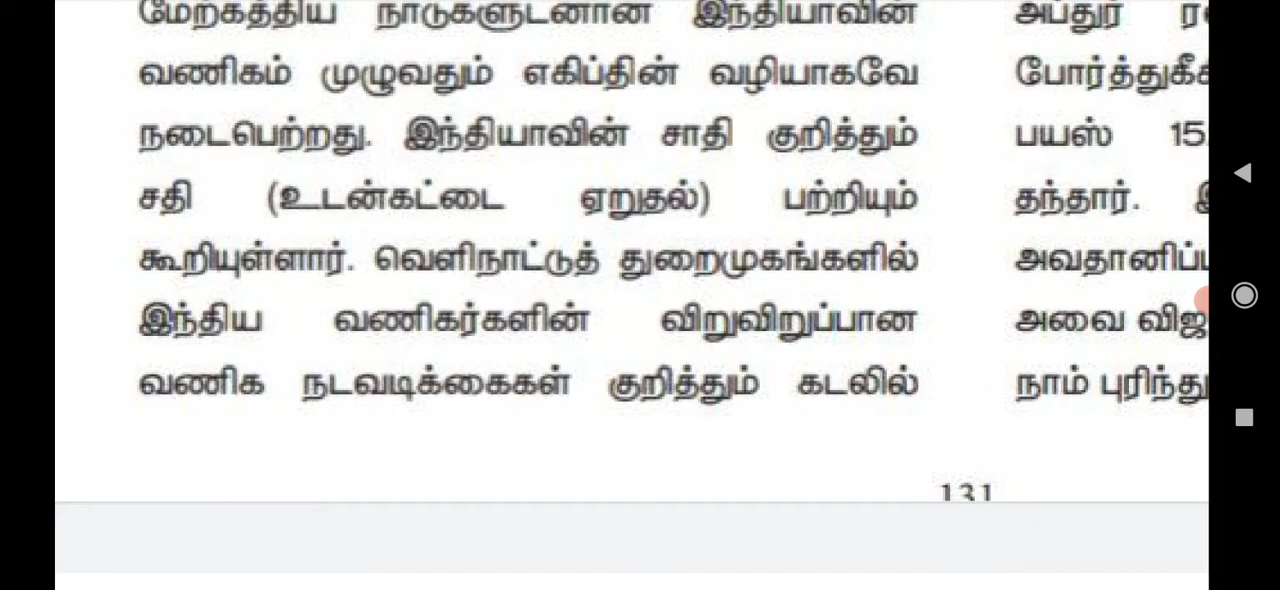 மேற்கத்திய நாடுகளுடனான இந்தியாவின்
வணிகம் முழுவதும் எகிப்தின் வழியாகவே
நடைபெற்றது. இந்தியாவின் சாதி குறித்தும்
சதி (உடன்கட்டை ஏறுதல்) பற்றியும்
கூறியுள்ளார். வெளிநாட்டுத் துறைமுகங்களில்
இந்திய வணிகர்களின் விறுவிறுப்பான
வணிக நடவடிக்கைகள் குறித்தும் கடலில்
அப்துர்
பயஸ் 15
தந்தார்.
அவை
நாம்
131